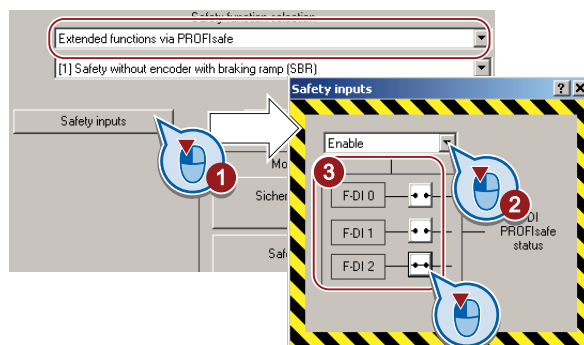 Safety function selection
Extended functions via PROFIsafe
[1] Safety without encoder with braking ramp (SBR)
Safety inputs
1
Mo
Sicher
Saf
Safety inputs
Enable
2
3
F-DI 0
F-DI 1
F-DI 2
DI
PROFIsafe
status